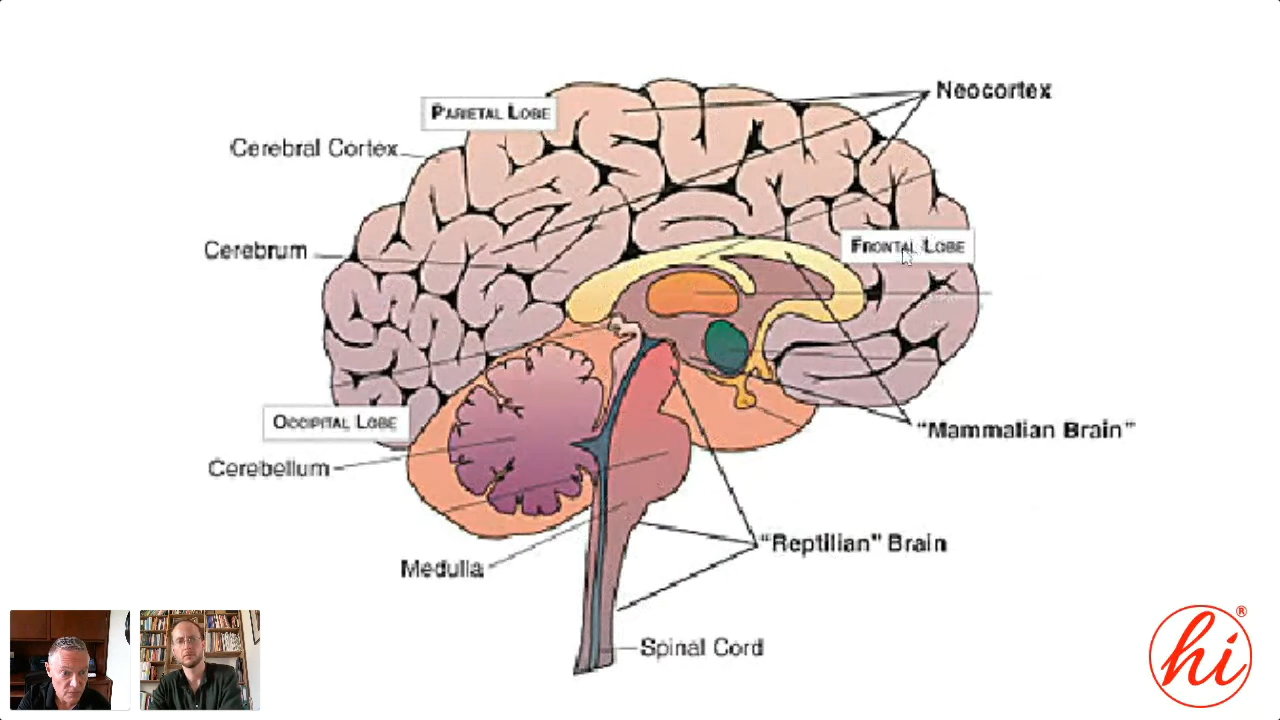 Neocortex
PARIETAL LOBE
Cerebral Cortex
FRONTAL LOBE
Cerebrum
OCCIPITAL LOBE
"Mammalian Brain"
Cerebellum
"Reptilian" Brain
Medulla
Spinal Cord
hi®